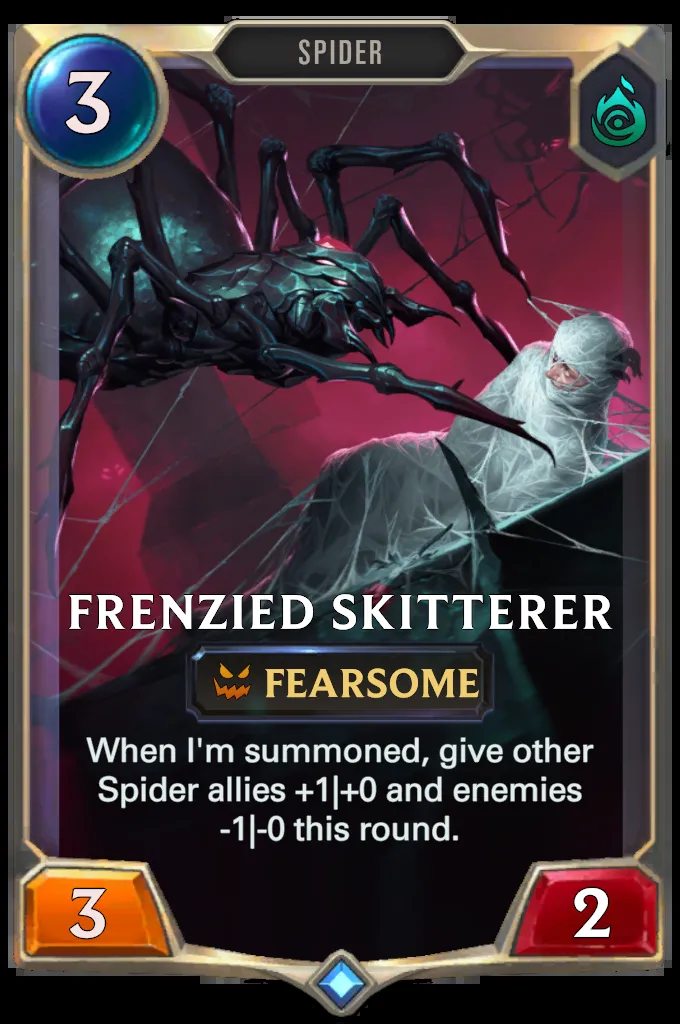 SPIDER
3
FRENZIED SKITTERER
FEARSOME
When I'm summoned, give other
Spider allies +1|+0 and enemies
-1|-0 this round.
3
2